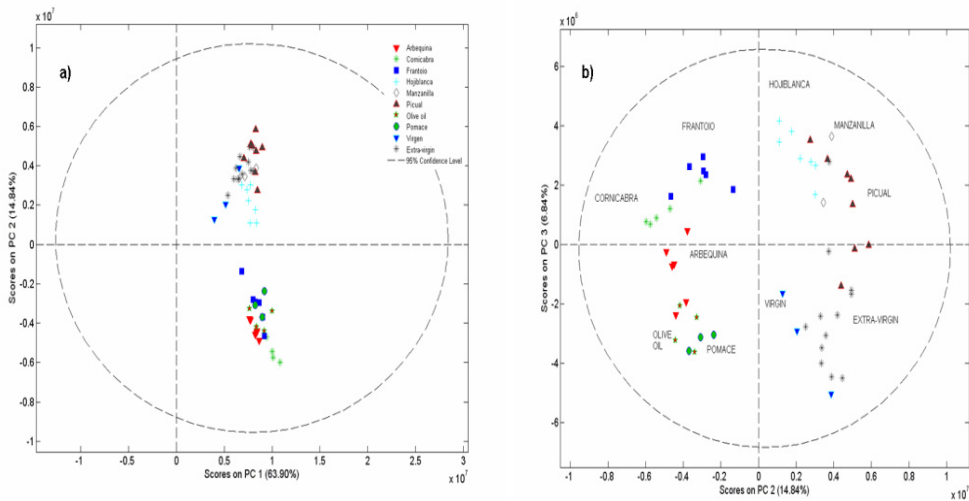 x 10^7
1
0.8
0.6
0.4
0.2
0
-0.2
-0.4
-0.6
-0.8
-1
Scores on PC 2 (14.84%)
a)
Arbequina
Cornicabra
Frantoio
Hojiblanca
Manzanilla
Picual
Olive oil
Pomace
Virgen
Extra-virgin
95% Confidence Level
-1 -0.5 0 0.5 1 1.5 2 2.5 3
Scores on PC 1 (63.90%)
x 10^7
x 10^6
6
4
2
0
-2
-4
-6
Scores on PC 3 (6.84%)
b)
HOJIBLANCA
MANZANILLA
FRANTOIO
PICUAL
CORNICABRA
ARBEQUINA
VIRGIN
EXTRA-VIRGIN
OLIVE
OIL
POMACE
-1 -0.8 -0.6 -0.4 -0.2 0 0.2 0.4 0.6 0.8 1
Scores on PC 2 (14.84%)
x 10^7